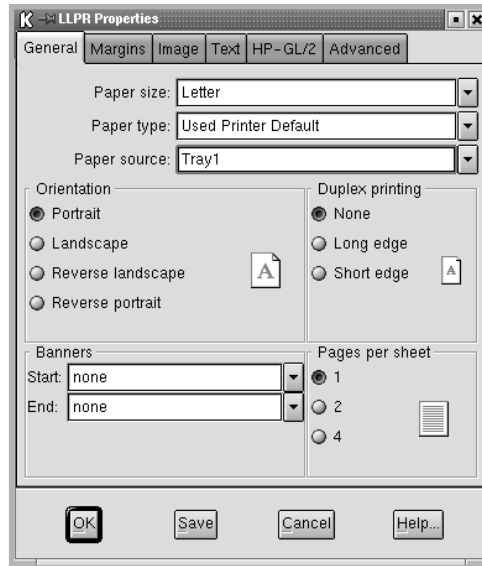 LLPR Properties
General Margins Image Text HP-GL/2 Advanced
Paper size: Letter
Paper type: Used Printer Default
Paper source: Tray1
Orientation
Portrait
Landscape
Reverse landscape
Reverse portrait
A
Duplex printing
None
Long edge
Short edge
A
Banners
Start: none
End: none
Pages per sheet
1
2
4
OK Save Cancel Help...